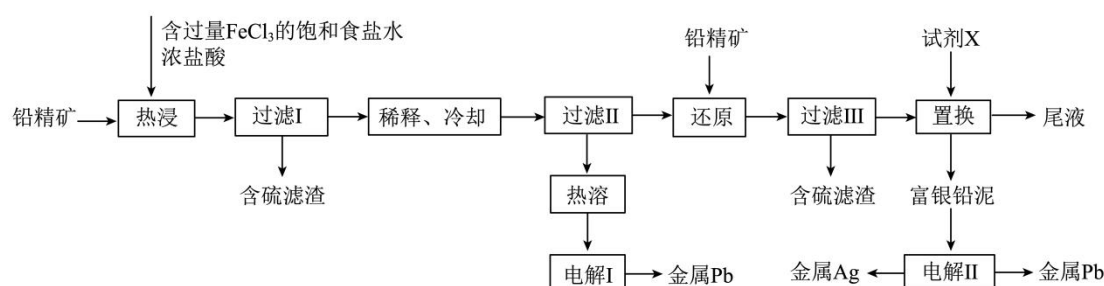 含过量FeCl₃的饱和食盐水
浓盐酸
铅精矿
试剂X
铅精矿
热浸
过滤I
稀释、冷却
过滤II
还原
过滤III
置换
尾液
含硫滤渣
热溶
含硫滤渣
富银铅泥
电解I
金属Pb
金属Ag
电解II
金属Pb